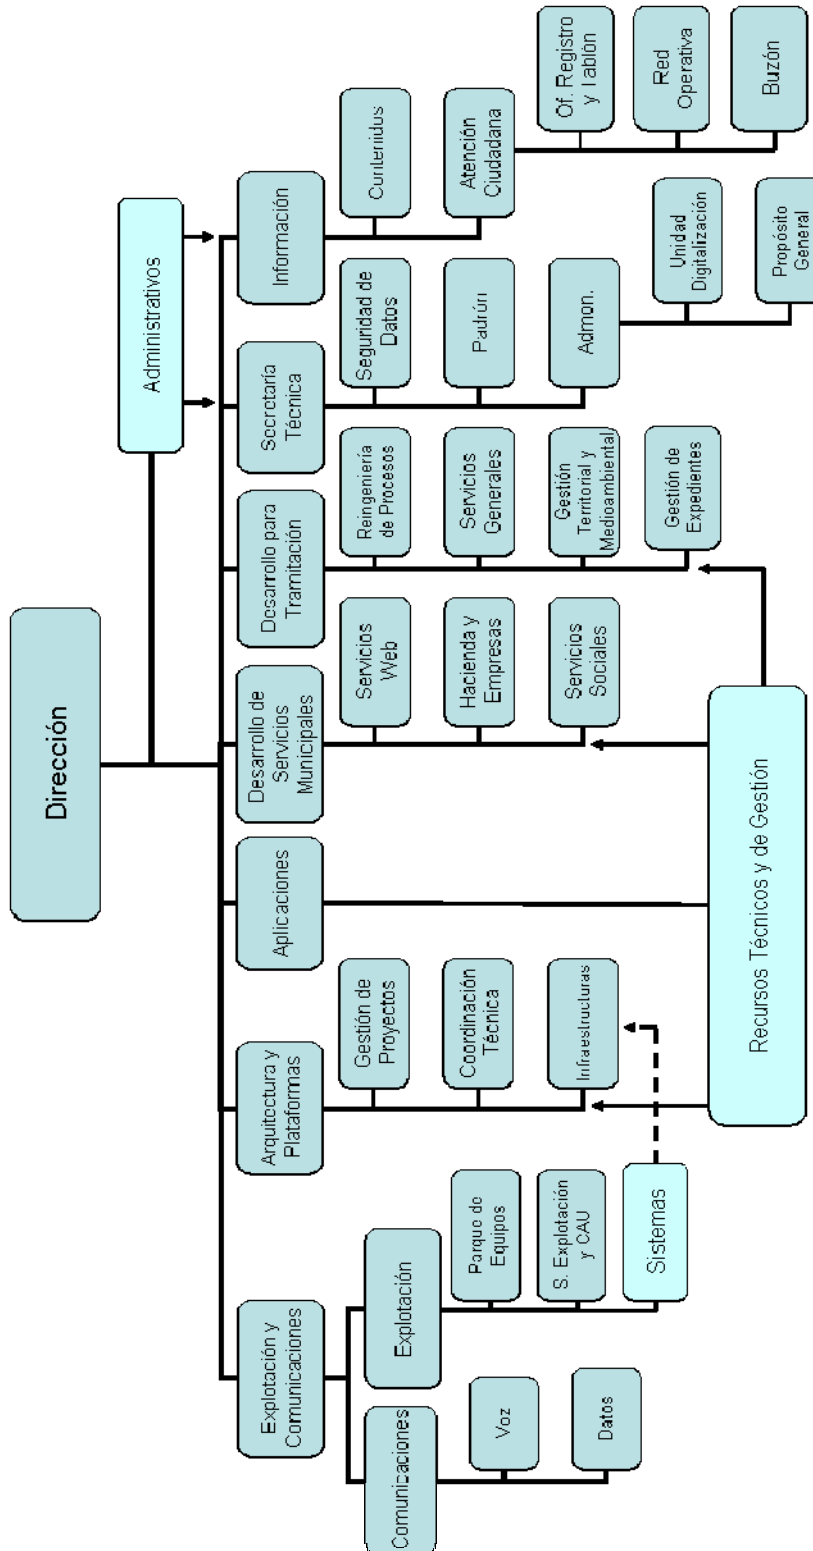 Dirección
Administrativos
Explotación y
Comunicaciones
Arquitectura y
Plataformas
Aplicaciones
Desarrollo de
Servicios
Municipales
Desarrollo para
Tramitación
Secretaría
Técnica
Información
Comunicaciones
Voz
Datos
Explotación
Parque de
Equipos
S. Explotación
y CAU
Sistemas
Gestión de
Proyectos
Coordinación
Técnica
Infraestructuras
Servicios
Web
Hacienda y
Empresas
Servicios
Sociales
Reingeniería
de Procesos
Servicios
Generales
Gestión
Territorial y
Medioambiental
Gestión de
Expedientes
Seguridad de
Datos
Padrón
Admon.
Unidad
Digitalización
Propósito
General
Contenidos
Atención
Ciudadana
Of. Registro
y Tablón
Red
Operativa
Buzón
Recursos Técnicos y de Gestión